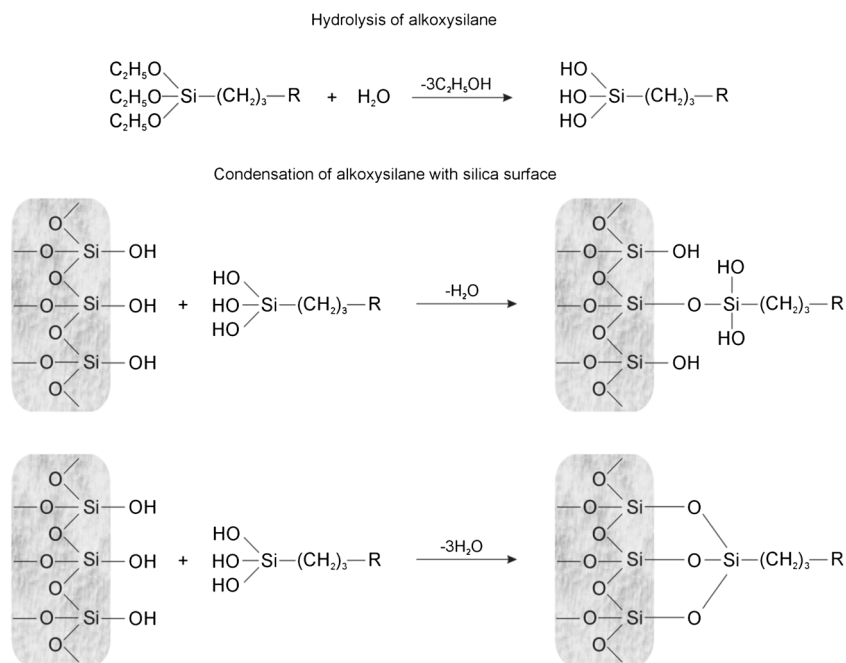 Hydrolysis of alkoxysilane
C₂H₅O
C₂H₅O—Si—(CH₂)₃—R + H₂O -3C₂H₅OH HO—Si—(CH₂)₃—R
C₂H₅O
HO
HO
Condensation of alkoxysilane with silica surface
O
—O—Si—OH
O
—O—Si—OH
O
—O—Si—OH
O
+
HO
HO—Si—(CH₂)₃—R
HO
-H₂O
O
—O—Si—OH
O
—O—Si—O—Si—(CH₂)₃—R
HO
HO
O
—O—Si—OH
O
O
—O—Si—OH
O
—O—Si—OH
O
—O—Si—OH
O
+
HO
HO—Si—(CH₂)₃—R
HO
-3H₂O
O
—O—Si—O
O
—O—Si—O—Si—(CH₂)₃—R
O
—O—Si—O
O